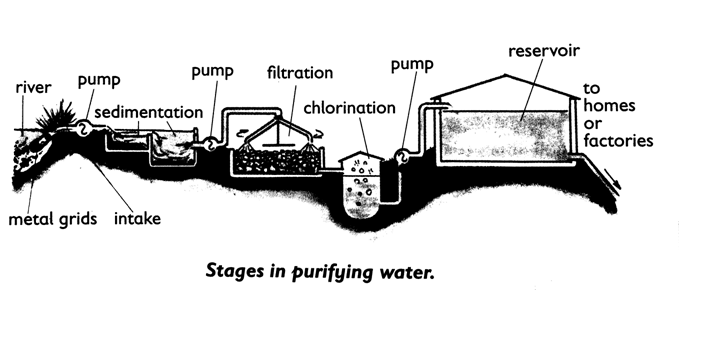 reservoir
pump
pump
filtration
pump
river
sedimentation
chlorination
to
homes
or
factories
metal grids
intake
Stages in purifying water.